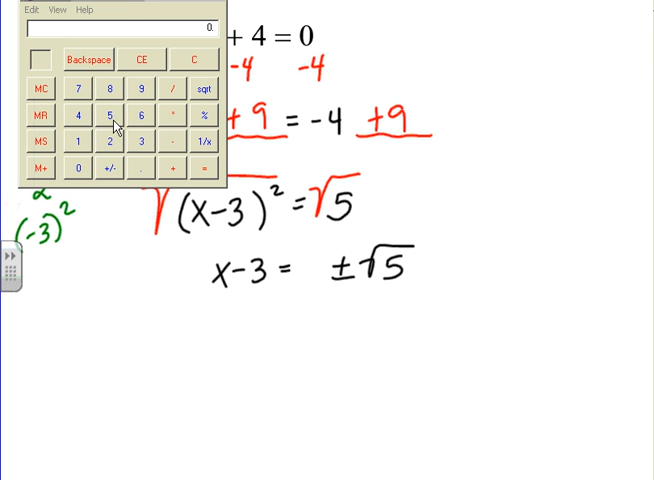 Edit View Help
0.
Backspace CE C
MC 7 8 9 / sqrt
MR 4 5 6 * %
MS 1 2 3 - 1/x
M+ 0 +/- . + =
+ 4 = 0
-4 -4
+ 9 = -4 +9
2
(-3)²
√(x-3)² = √5
x-3 = ±√5